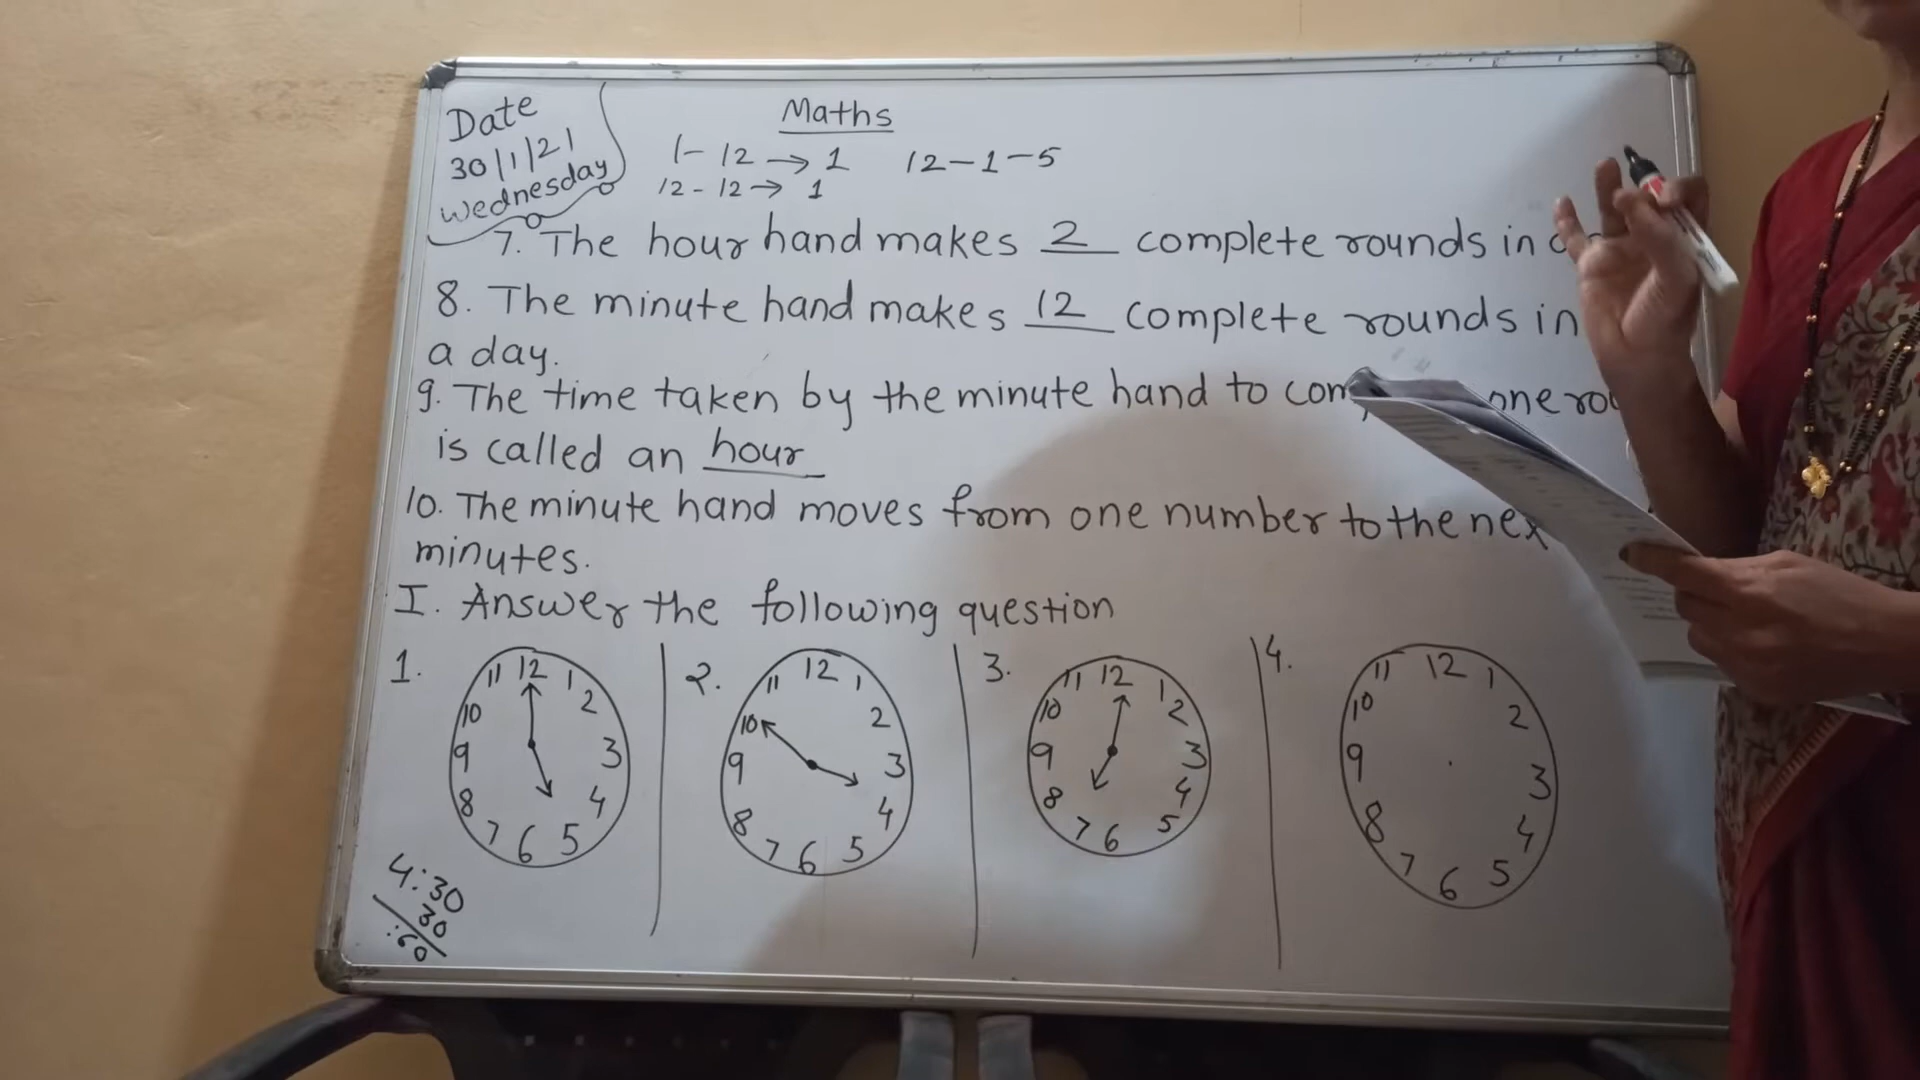 Date
30/1/21
Wednesday
Maths
1-12 → 1 12-1-5
12-12 → 1
7. The hour hand makes 2 complete rounds in a
8. The minute hand makes 12 complete rounds in
a day.
9. The time taken by the minute hand to com one rou
is called an hour
10. The minute hand moves from one number to the nex
minutes.
I. Answer the following question
1.
11 12 1
10 2
9 3
8 4
7 6 5
2.
11 12 1
10 2
9 3
8 4
7 6 5
3.
11 12 1
10 2
9 3
8 4
7 6 5
4.
11 12 1
10 2
9 3
8 4
7 6 5
4:30
30
:60